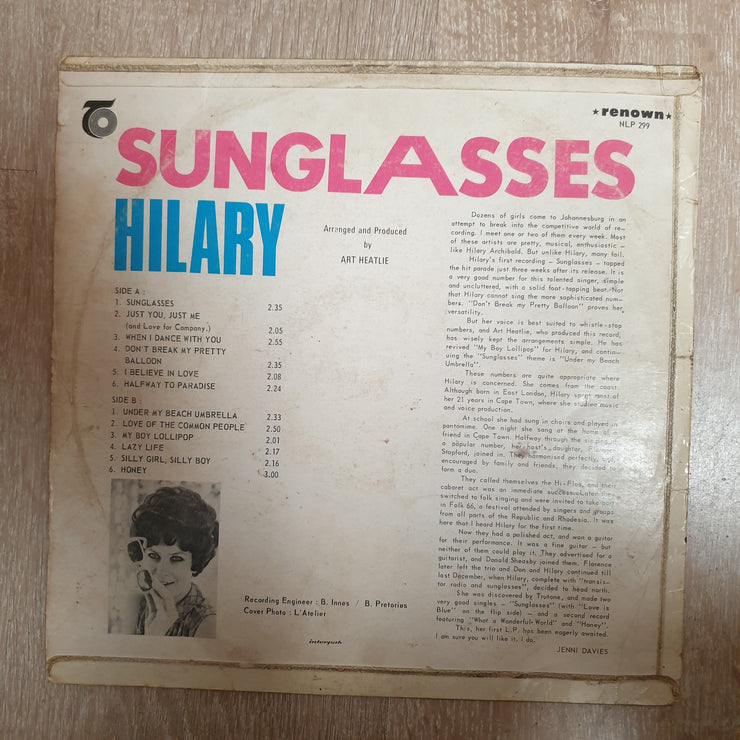 TO
★renown★
NLP 299
SUNGLASSES
HILARY
Arranged and Produced
by
ART HEATLIE
SIDE A :
1. SUNGLASSES 2.35
2. JUST YOU, JUST ME
(and Love for Company.) 2.05
3. WHEN I DANCE WITH YOU 2.55
4. DON'T BREAK MY PRETTY
BALLOON 2.35
5. I BELIEVE IN LOVE 2.08
6. HALFWAY TO PARADISE 2.24
SIDE B :
1. UNDER MY BEACH UMBRELLA 2.33
2. LOVE OF THE COMMON PEOPLE 2.50
3. MY BOY LOLLIPOP 2.01
4. LAZY LIFE 2.17
5. SILLY GIRL, SILLY BOY 2.16
6. HONEY 3.00
Dozens of girls come to Johannesburg in an
attempt to break into the competitive world of re-
cording. I meet one or two of them every week. Most
of these artists are pretty, musical, enthusiastic –
like Hilary Archibald. But unlike Hilary, many fail.
Hilary's first recording – Sunglasses – topped
the hit parade just three weeks after its release. It is
a very good number for this talented singer, simple
and uncluttered, with a solid foot-tapping beat. Not
that Hilary cannot sing the more sophisticated num-
bers. "Don't Break my Pretty Balloon" proves her
versatility.
But her voice is best suited to whistle-stop
numbers, and Art Heatlie, who produced this record,
has wisely kept the arrangements simple. He has
revived "My Boy Lollipop" for Hilary, and continu-
ing the "Sunglasses" theme is "Under my Beach
Umbrella".
These numbers are quite appropriate where
Hilary is concerned. She comes from the coast.
Although born in East London, Hilary spent most of
her 21 years in Cape Town, where she studied music
and voice production.
At school she had sung in choirs and played in
pantomime. One night she sang at the home of a
friend in Cape Town. Halfway through the singing of
a popular number, her host's daughter,
Stopford, joined in. They harmonised perfectly,
encouraged by family and friends, they decided to
form a duo.
They called themselves the Hi-Flos, and their
cabaret act was an immediate success. Later they
switched to folk singing and were invited to take part
in Folk 66, a festival attended by singers and groups
from all parts of the Republic and Rhodesia. It was
here that I heard Hilary for the first time.
Now they had a polished act, and won a guitar
for their performance. It was a fine guitar – but
neither of them could play it. They advertised for a
guitarist, and Donald Sheasby joined them. Florence
later left the trio and Don and Hilary continued till
last December, when Hilary, complete with "transis-
tor radio and sunglasses", decided to head north.
She was discovered by Trutone, and made two
very good singles – "Sunglasses" (with "Love is
Blue" on the flip side) – and a second record
featuring "What a Wonderful-World" and "Honey".
This, her first L.P. has been eagerly awaited.
I am sure you will like it. I do.
JENNI DAVIES
Recording Engineer : B. Innes / B. Pretorius
Cover Photo : L'Atelier
interpak